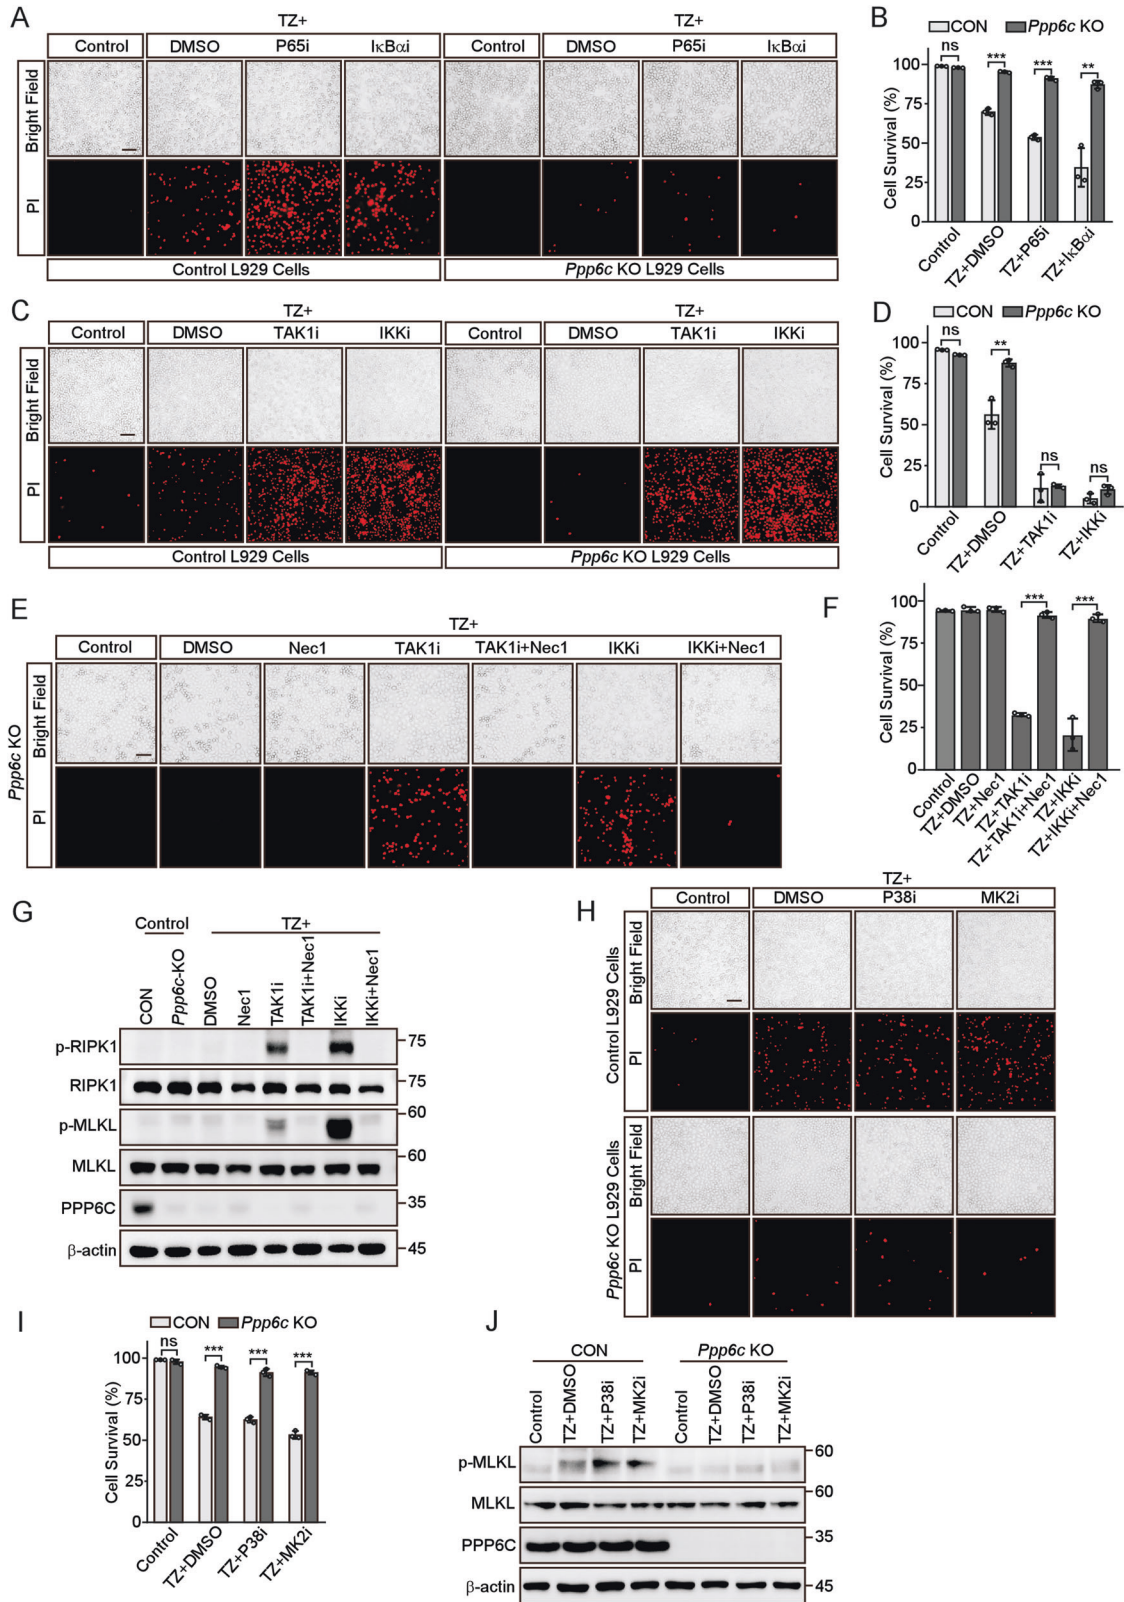 A
TZ+
TZ+
Control DMSO P65i IκBαi Control DMSO P65i IκBαi
Bright Field
PI
Control L929 Cells
Ppp6c KO L929 Cells
B
CON Ppp6c KO
ns *** *** **
Cell Survival (%)
100
75
50
25
0
Control
TZ+DMSO
TZ+P65i
TZ+IκBαi
C
TZ+
TZ+
Control DMSO TAK1i IKKi Control DMSO TAK1i IKKi
Bright Field
PI
Control L929 Cells
Ppp6c KO L929 Cells
D
CON Ppp6c KO
ns ** ns ns
Cell Survival (%)
100
75
50
25
0
Control
TZ+DMSO
TZ+TAK1i
TZ+IKKi
E
TZ+
Control DMSO Nec1 TAK1i TAK1i+Nec1 IKKi IKKi+Nec1
Ppp6c KO
Bright Field
PI
F
*** ***
Cell Survival (%)
100
75
50
25
0
Control
TZ+DMSO
TZ+Nec1
TZ+TAK1i
TZ+TAK1i+Nec1
TZ+IKKi
TZ+IKKi+Nec1
G
Control TZ+
CON
Ppp6c-KO
DMSO
Nec1
TAK1i
TAK1i+Nec1
IKKi
IKKi+Nec1
p-RIPK1 75
RIPK1 75
p-MLKL 60
MLKL 60
PPP6C 35
β-actin 45
H
TZ+
Control DMSO P38i MK2i
Control L929 Cells
Bright Field
PI
Ppp6c KO L929 Cells
Bright Field
PI
I
CON Ppp6c KO
ns *** *** ***
Cell Survival (%)
100
75
50
25
0
Control
TZ+DMSO
TZ+P38i
TZ+MK2i
J
CON Ppp6c KO
Control
TZ+DMSO
TZ+P38i
TZ+MK2i
Control
TZ+DMSO
TZ+P38i
TZ+MK2i
p-MLKL 60
MLKL 60
PPP6C 35
β-actin 45